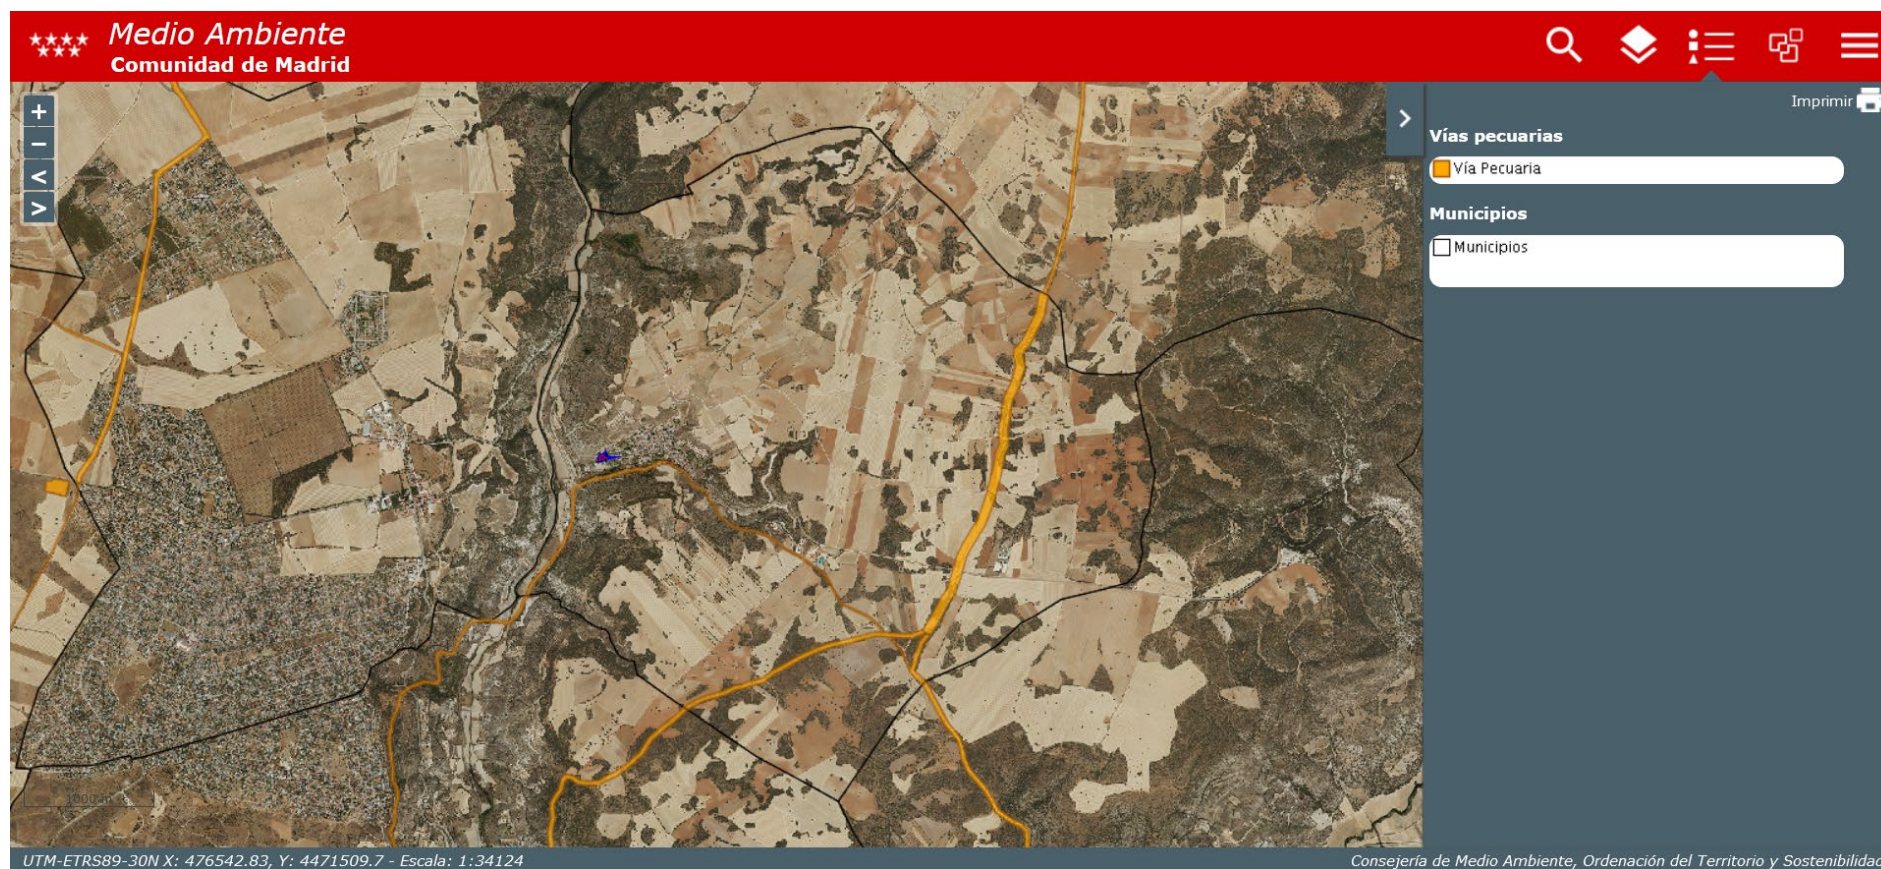 Medio Ambiente
Comunidad de Madrid
+
−
<
>
Imprimir
Vías pecuarias
Vía Pecuaria
Municipios
Municipios
1000m
UTM-ETRS89-30N X: 476542.83, Y: 4471509.7 - Escala: 1:34124
Consejería de Medio Ambiente, Ordenación del Territorio y Sostenibilidad